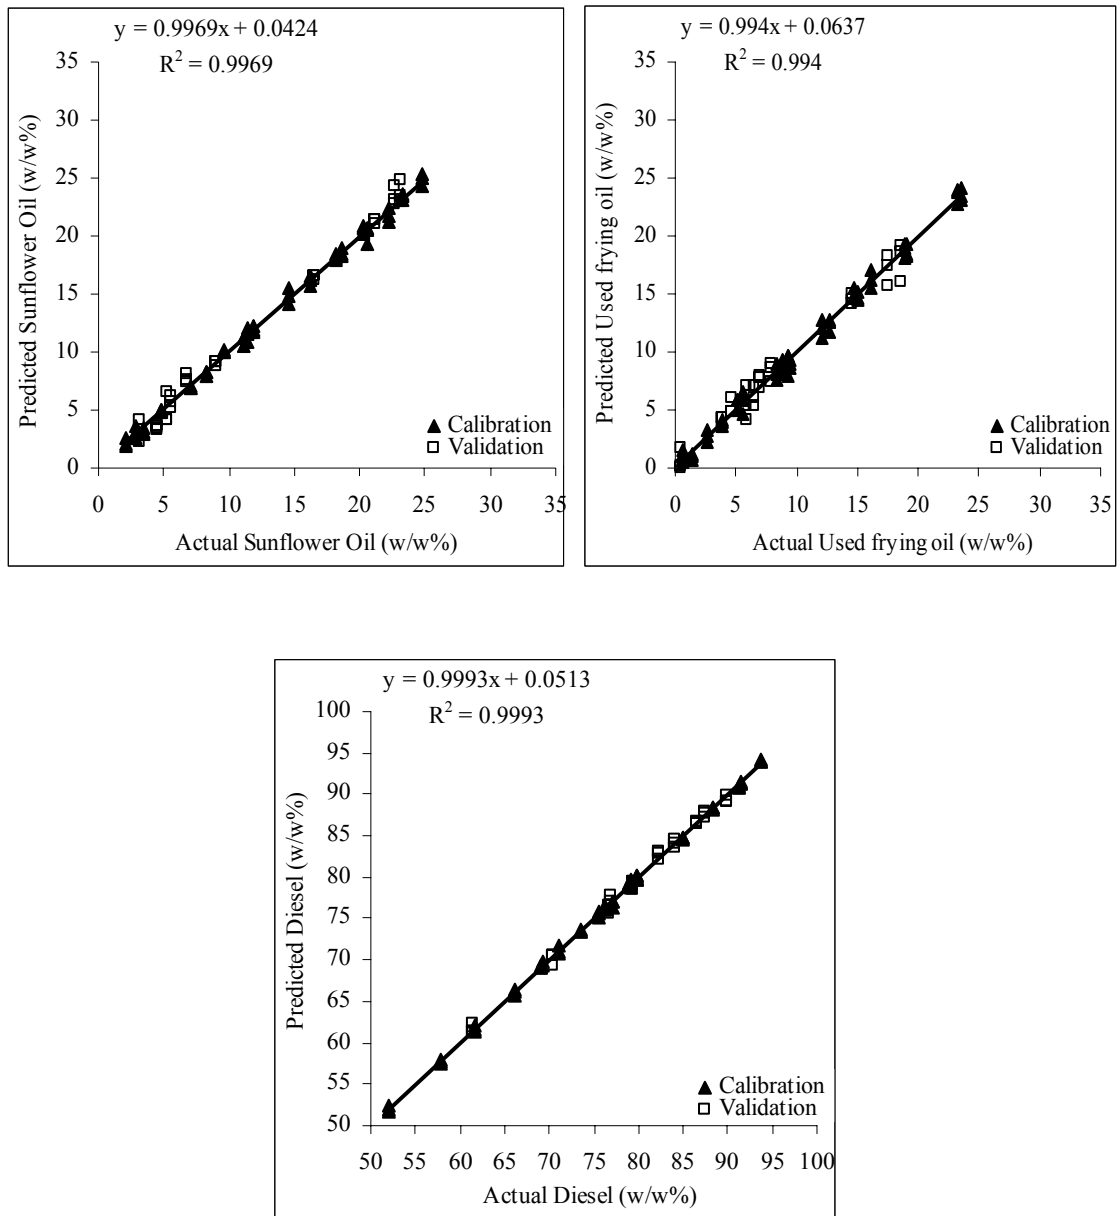 y = 0.9969x + 0.0424
R² = 0.9969
35
30
25
20
15
10
5
0
Predicted Sunflower Oil (w/w%)
Calibration
Validation
0 5 10 15 20 25 30 35
Actual Sunflower Oil (w/w%)
y = 0.994x + 0.0637
R² = 0.994
35
30
25
20
15
10
5
0
Predicted Used frying oil (w/w%)
Calibration
Validation
0 5 10 15 20 25 30 35
Actual Used frying oil (w/w%)
y = 0.9993x + 0.0513
R² = 0.9993
100
95
90
85
80
75
70
65
60
55
50
Predicted Diesel (w/w%)
Calibration
Validation
50 55 60 65 70 75 80 85 90 95 100
Actual Diesel (w/w%)